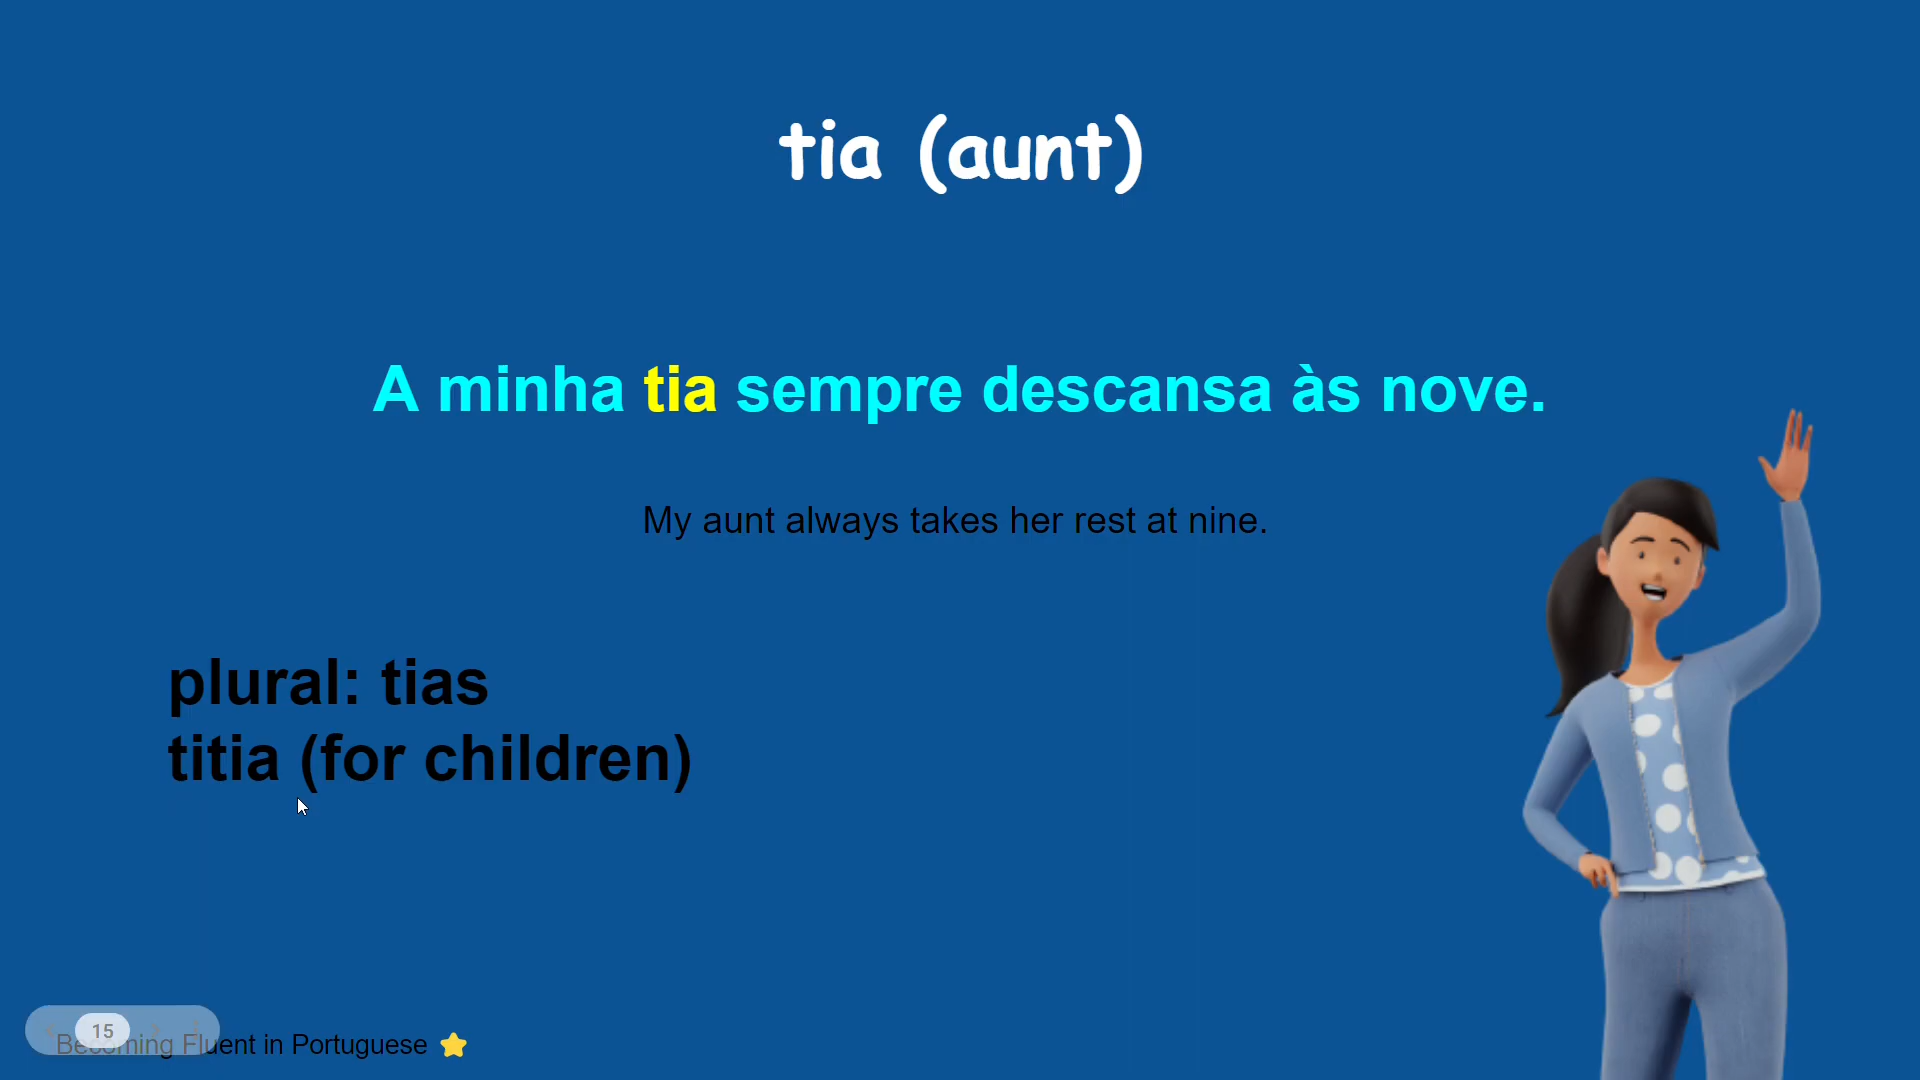 tia (aunt)
A minha tia sempre descansa às nove.
My aunt always takes her rest at nine.
plural: tias
titia (for children)
15
Becoming Fluent in Portuguese